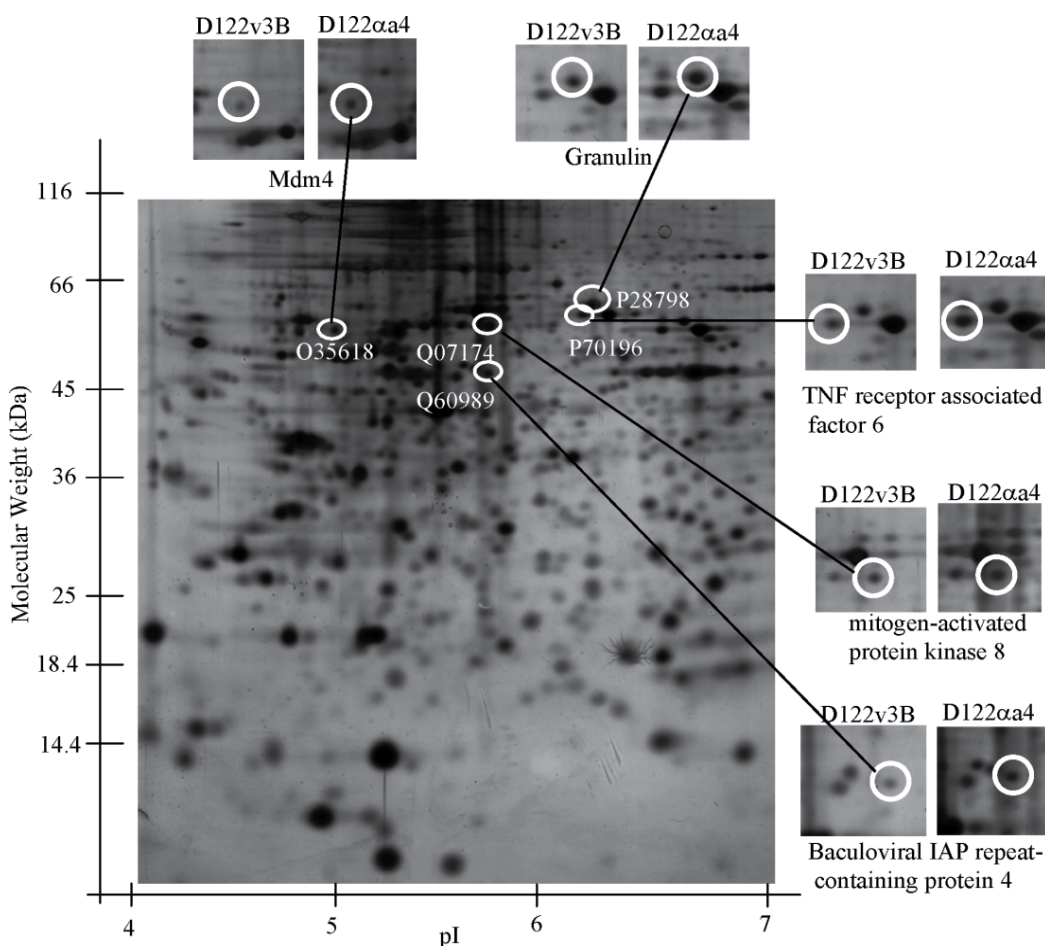 D122v3B D122αa4
Mdm4
D122v3B D122αa4
Granulin
116
66
45
36
25
18.4
14.4
Molecular Weight (kDa)
O35618
Q07174
Q60989
P28798
P70196
D122v3B D122αa4
TNF receptor associated
factor 6
D122v3B D122αa4
mitogen-activated
protein kinase 8
D122v3B D122αa4
Baculoviral IAP repeat-
containing protein 4
4 5 6 7
pI